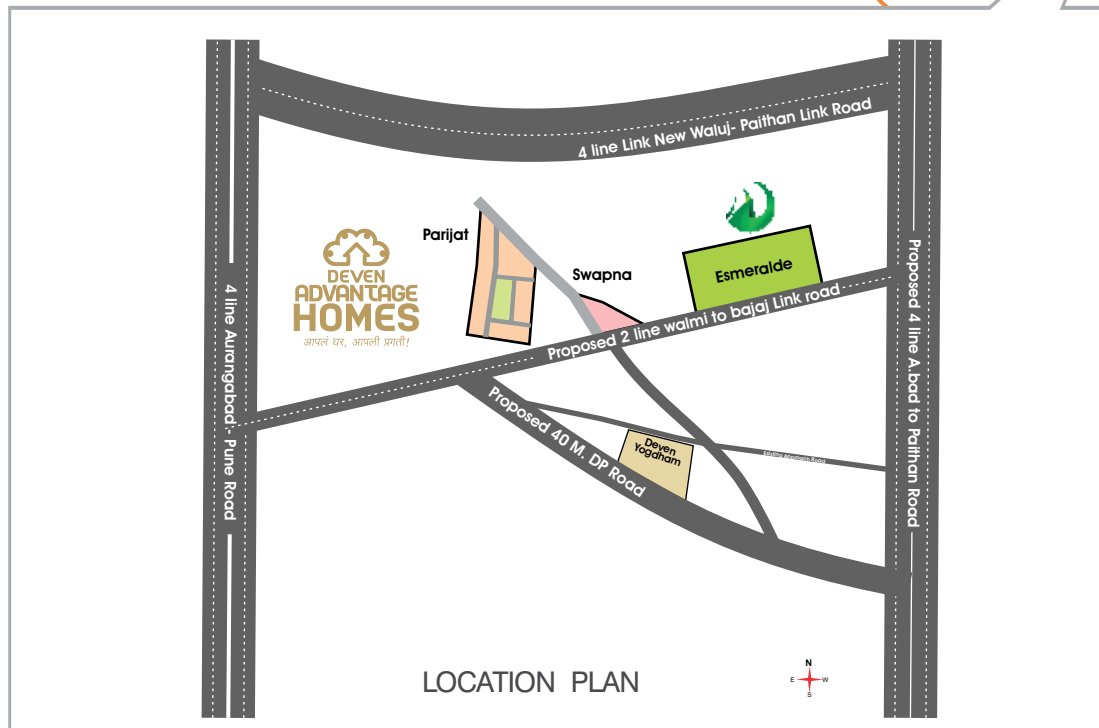 4 line Link New Waluj- Paithan Link Road
Parijat
DEVEN
ADVANTAGE
HOMES
आपलं घर, आपली प्रगती!
Swapna
Esmeralde
Proposed 2 line walmi to bajaj Link road
4 line Aurangabad - Pune Road
Proposed 4 line A.bad to Paithan Road
Proposed 40 M. DP Road
Deven
Yogdham
LOCATION PLAN
N
E
W
S